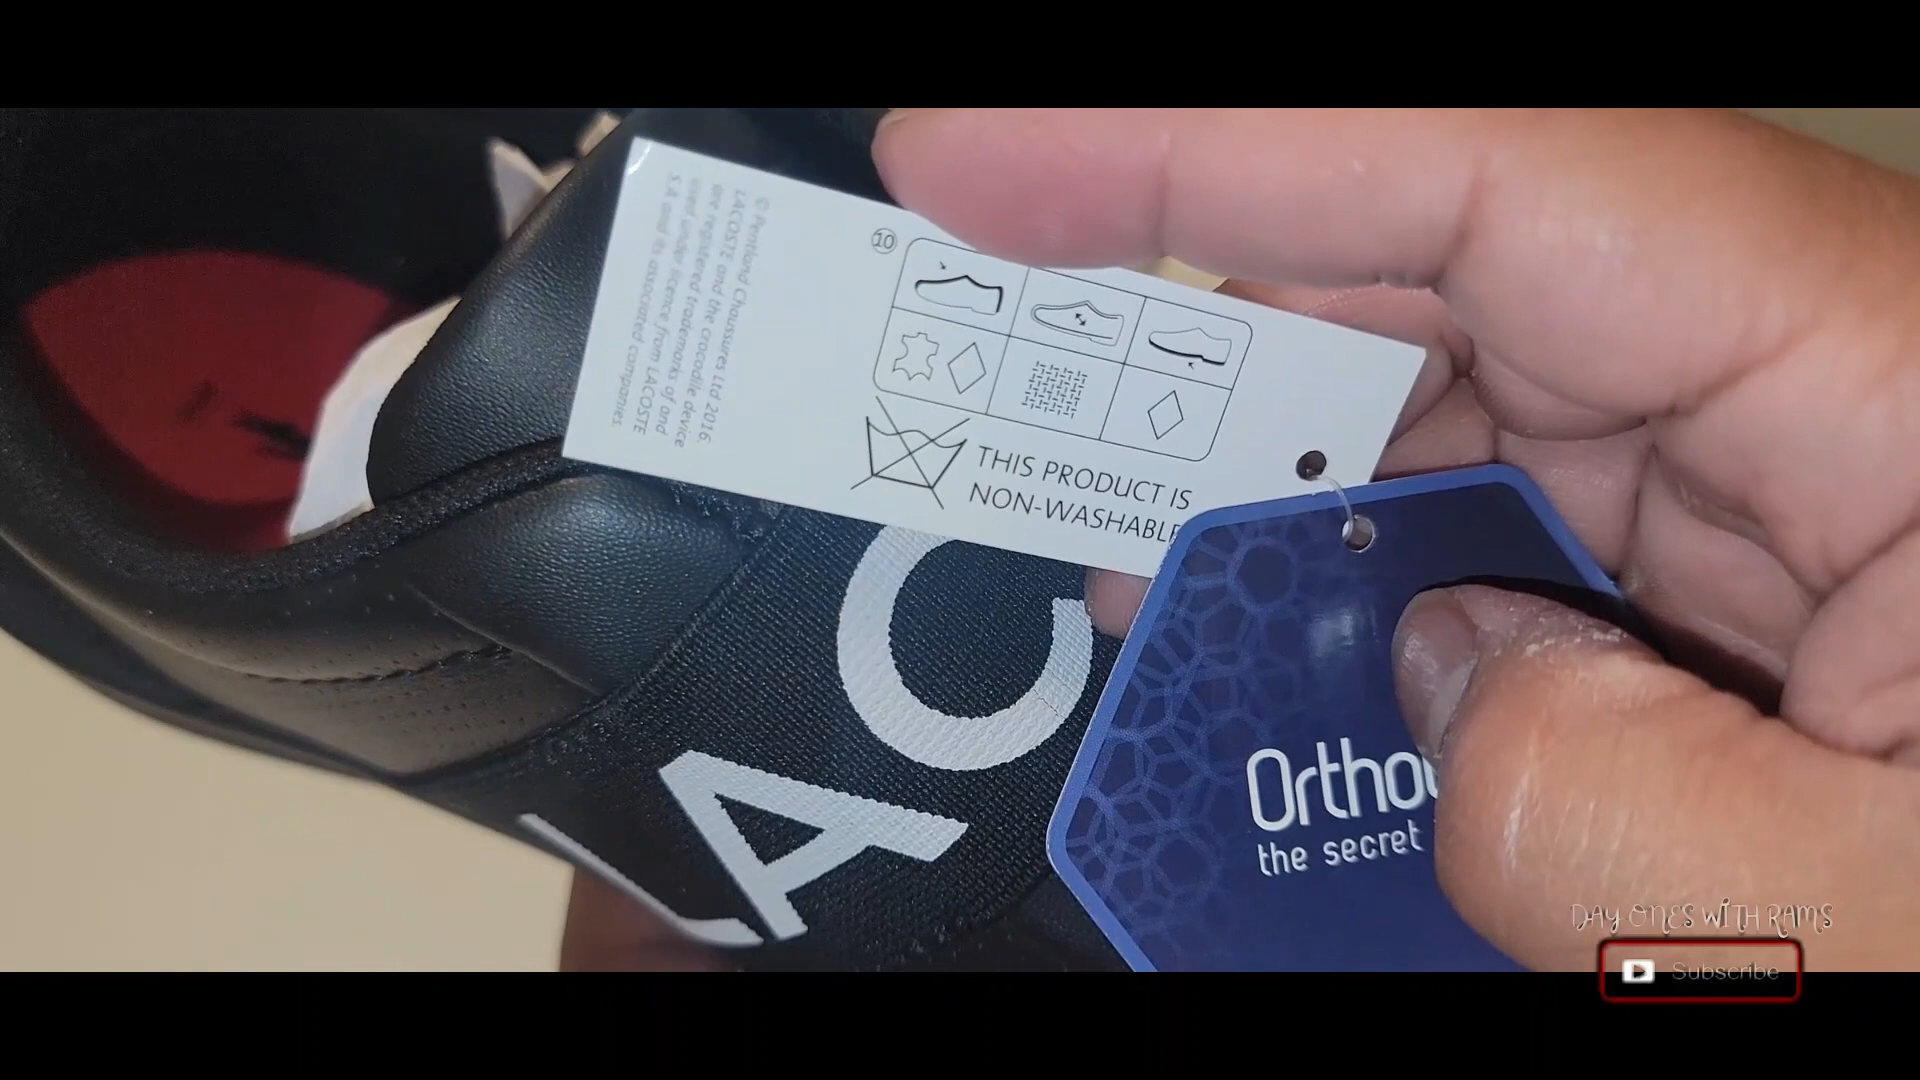 © Pentland Chaussures Ltd 2016.
LACOSTE and the crocodile device
are registered trademarks of and
used under licence from LACOSTE
S.A and its associated companies.
10
THIS PRODUCT IS
NON-WASHABLE
LAC
Ortho
the secret
DAY ONES WITH RAMS
Subscribe